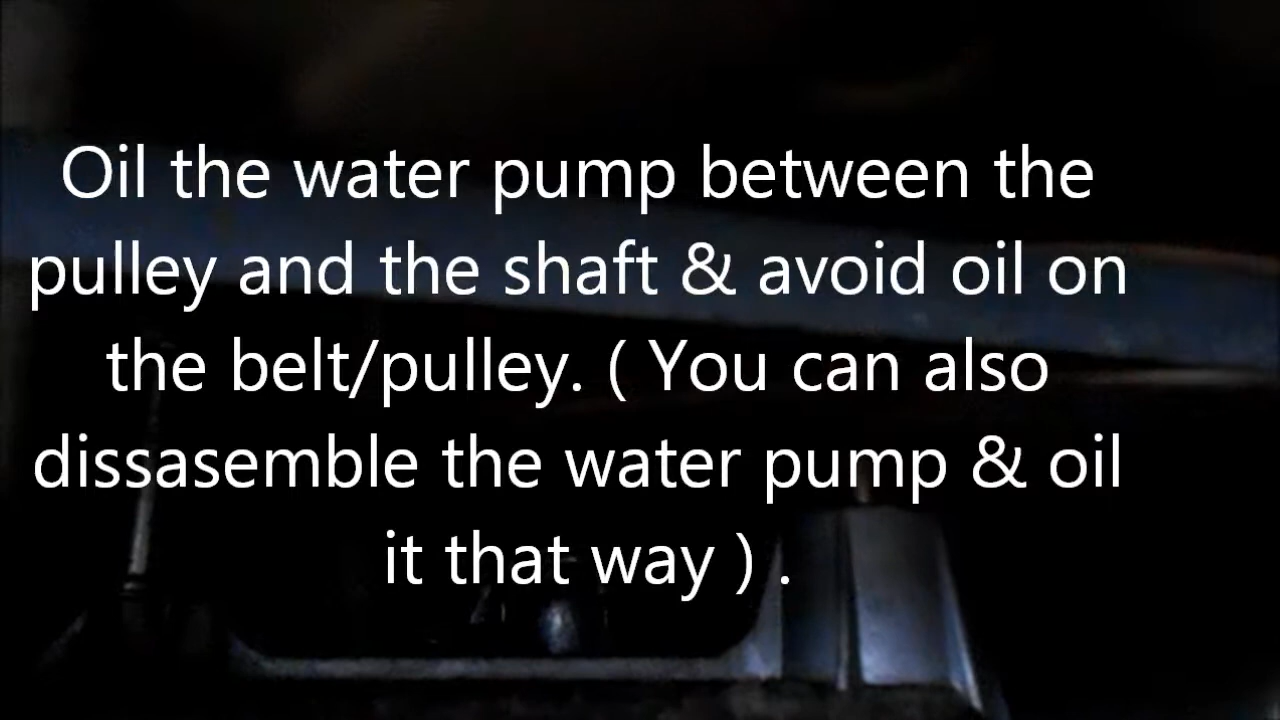 Oil the water pump between the
pulley and the shaft & avoid oil on
the belt/pulley. ( You can also
dissasemble the water pump & oil
it that way ) .